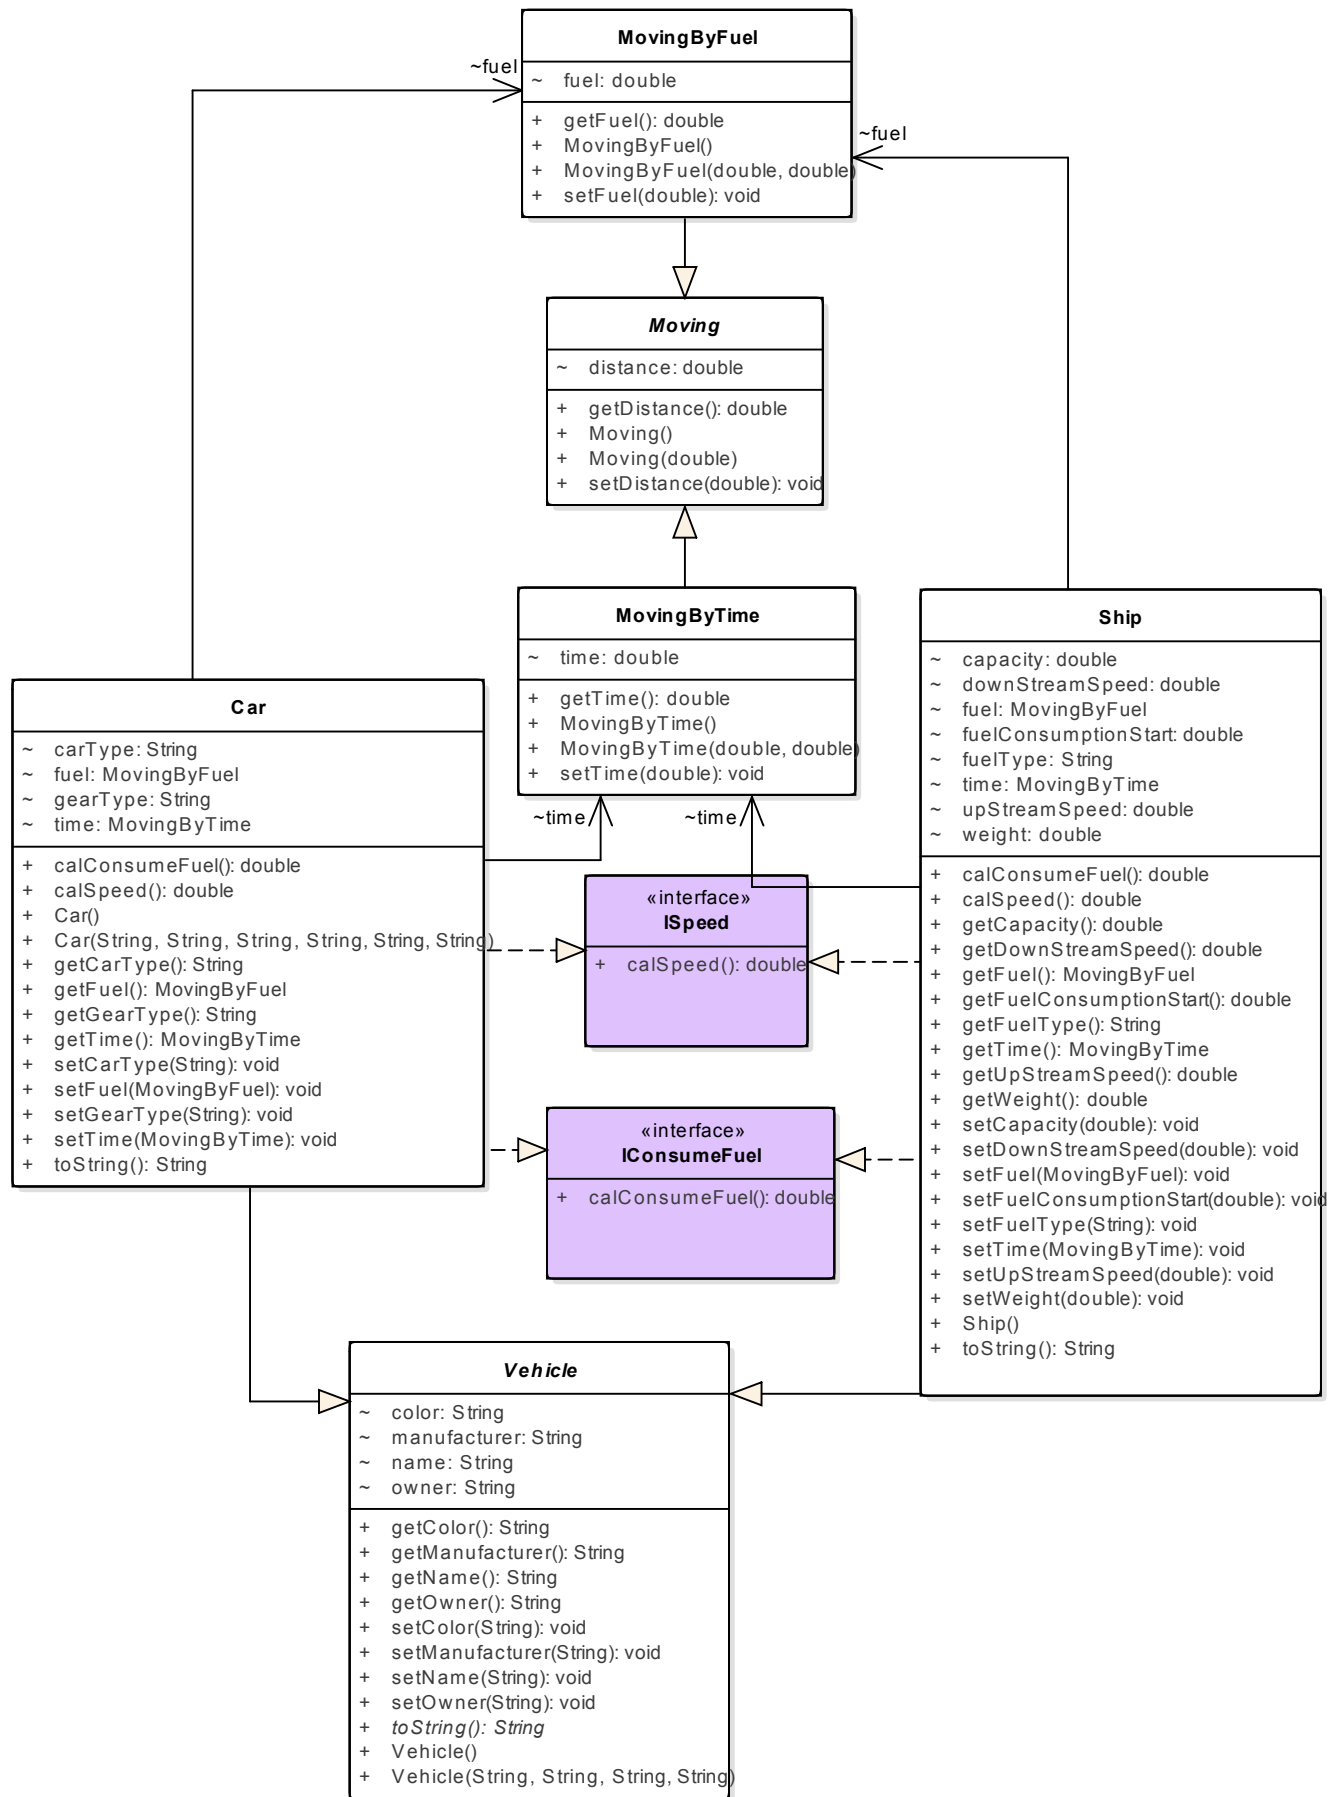 MovingByFuel
~ fuel: double
+ getFuel(): double
+ MovingByFuel()
+ MovingByFuel(double, double)
+ setFuel(double): void
~fuel
~fuel
Moving
~ distance: double
+ getDistance(): double
+ Moving()
+ Moving(double)
+ setDistance(double): void
MovingByTime
~ time: double
+ getTime(): double
+ MovingByTime()
+ MovingByTime(double, double)
+ setTime(double): void
~time
~time
Car
~ carType: String
~ fuel: MovingByFuel
~ gearType: String
~ time: MovingByTime
+ calConsumeFuel(): double
+ calSpeed(): double
+ Car()
+ Car(String, String, String, String, String, String)
+ getCarType(): String
+ getFuel(): MovingByFuel
+ getGearType(): String
+ getTime(): MovingByTime
+ setCarType(String): void
+ setFuel(MovingByFuel): void
+ setGearType(String): void
+ setTime(MovingByTime): void
+ toString(): String
«interface»
ISpeed
+ calSpeed(): double
«interface»
IConsumeFuel
+ calConsumeFuel(): double
Ship
~ capacity: double
~ downStreamSpeed: double
~ fuel: MovingByFuel
~ fuelConsumptionStart: double
~ fuelType: String
~ time: MovingByTime
~ upStreamSpeed: double
~ weight: double
+ calConsumeFuel(): double
+ calSpeed(): double
+ getCapacity(): double
+ getDownStreamSpeed(): double
+ getFuel(): MovingByFuel
+ getFuelConsumptionStart(): double
+ getFuelType(): String
+ getTime(): MovingByTime
+ getUpStreamSpeed(): double
+ getWeight(): double
+ setCapacity(double): void
+ setDownStreamSpeed(double): void
+ setFuel(MovingByFuel): void
+ setFuelConsumptionStart(double): void
+ setFuelType(String): void
+ setTime(MovingByTime): void
+ setUpStreamSpeed(double): void
+ setWeight(double): void
+ Ship()
+ toString(): String
Vehicle
~ color: String
~ manufacturer: String
~ name: String
~ owner: String
+ getColor(): String
+ getManufacturer(): String
+ getName(): String
+ getOwner(): String
+ setColor(String): void
+ setManufacturer(String): void
+ setName(String): void
+ setOwner(String): void
+ toString(): String
+ Vehicle()
+ Vehicle(String, String, String, String)